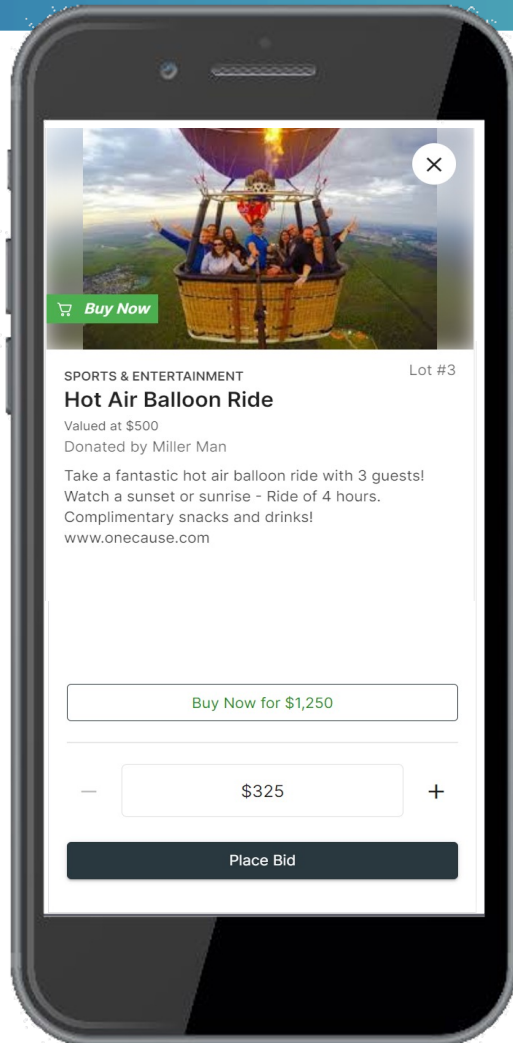 Buy Now
SPORTS & ENTERTAINMENT
Lot #3
Hot Air Balloon Ride
Valued at $500
Donated by Miller Man
Take a fantastic hot air balloon ride with 3 guests!
Watch a sunset or sunrise - Ride of 4 hours.
Complimentary snacks and drinks!
www.onecause.com
Buy Now for $1,250
$325
Place Bid